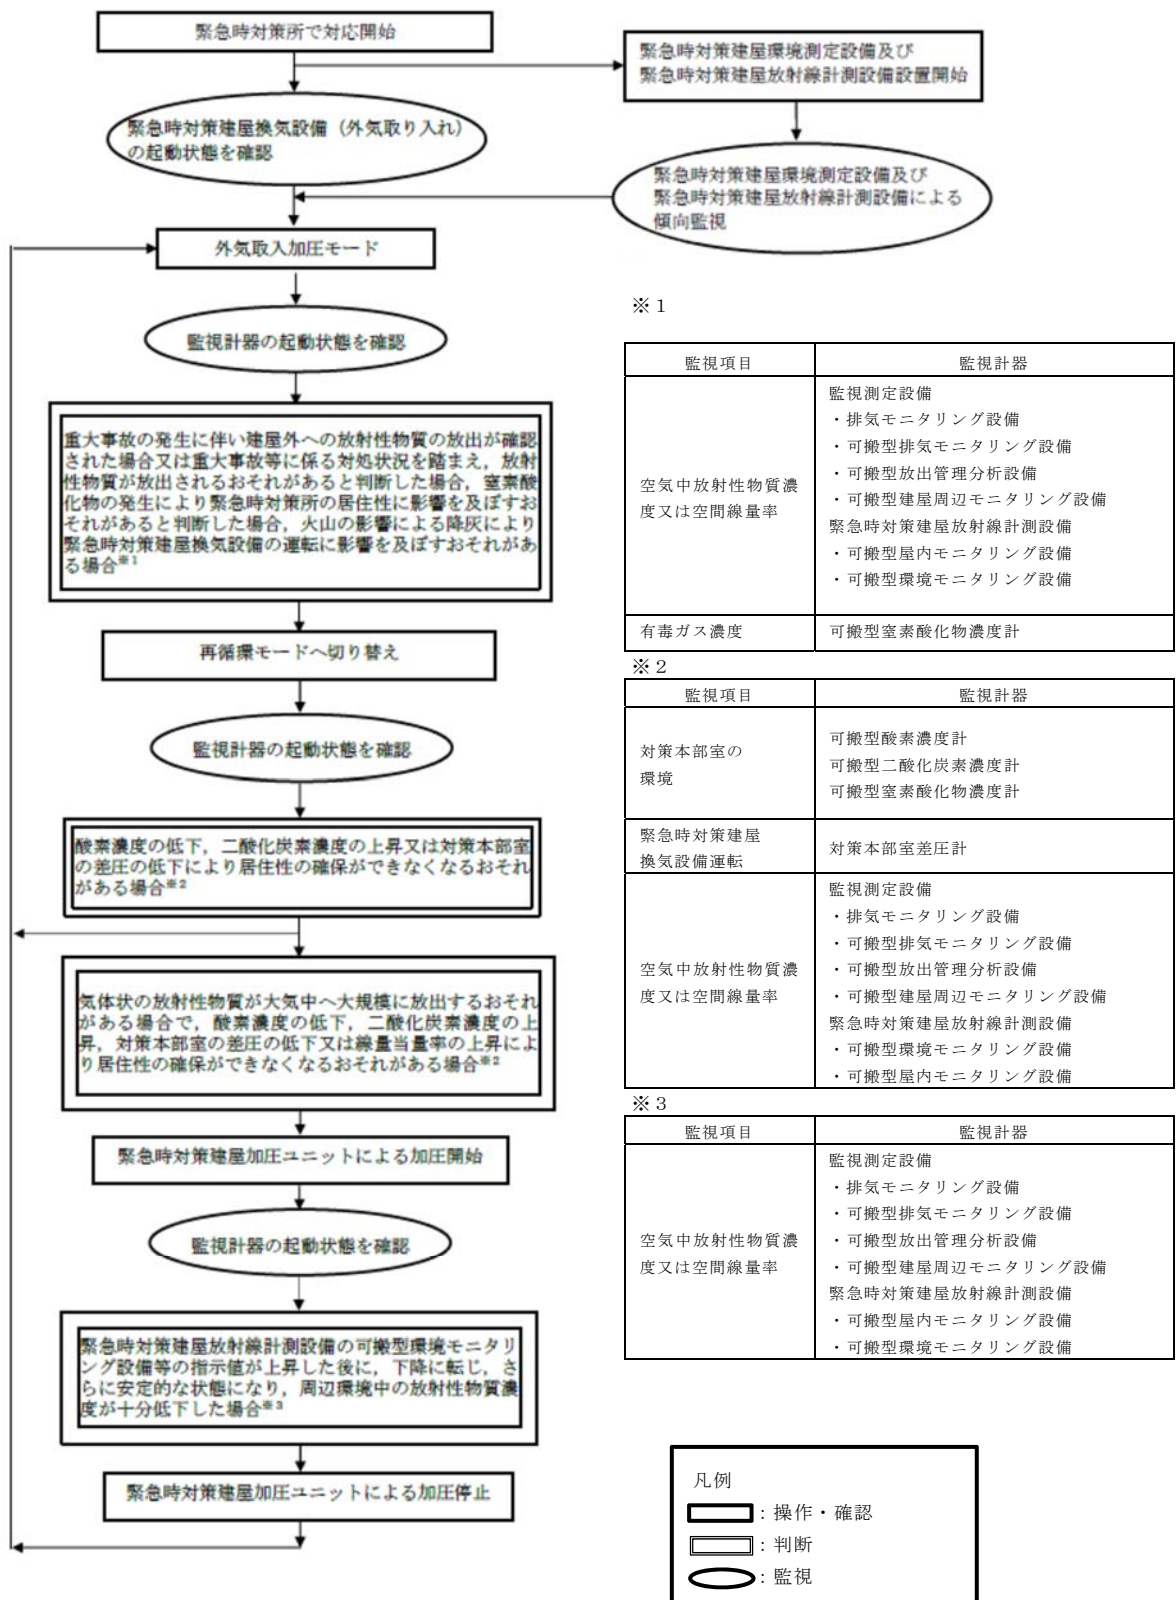 緊急時対策所で対応開始
緊急時対策建屋環境測定設備及び
緊急時対策建屋放射線計測設備設置開始
緊急時対策建屋換気設備（外気取り入れ）
の起動状態を確認
緊急時対策建屋環境測定設備及び
緊急時対策建屋放射線計測設備による
傾向監視
外気取入加圧モード
監視計器の起動状態を確認
重大事故の発生に伴い建屋外への放射性物質の放出が確認
された場合又は重大事故等に係る対処状況を踏まえ，放射
性物質が放出されるおそれがあると判断した場合，窒素酸
化物の発生により緊急時対策所の居住性に影響を及ぼすお
それがあると判断した場合，火山の影響による降灰により
緊急時対策建屋換気設備の運転に影響を及ぼすおそれがあ
る場合※1
再循環モードへ切り替え
監視計器の起動状態を確認
酸素濃度の低下，二酸化炭素濃度の上昇又は対策本部室
の差圧の低下により居住性の確保ができなくなるおそれ
がある場合※2
気体状の放射性物質が大気中へ大規模に放出するおそれ
がある場合で，酸素濃度の低下，二酸化炭素濃度の上
昇，対策本部室の差圧の低下又は線量当量率の上昇によ
り居住性の確保ができなくなるおそれがある場合※2
緊急時対策建屋加圧ユニットによる加圧開始
監視計器の起動状態を確認
緊急時対策建屋放射線計測設備の可搬型環境モニタリ
ング設備等の指示値が上昇した後に，下降に転じ，さ
らに安定的な状態になり，周辺環境中の放射性物質濃
度が十分低下した場合※3
緊急時対策建屋加圧ユニットによる加圧停止
※１
監視項目 監視計器
空気中放射性物質濃
度又は空間線量率
監視測定設備
・排気モニタリング設備
・可搬型排気モニタリング設備
・可搬型放出管理分析設備
・可搬型建屋周辺モニタリング設備
緊急時対策建屋放射線計測設備
・可搬型屋内モニタリング設備
・可搬型環境モニタリング設備
有毒ガス濃度 可搬型窒素酸化物濃度計
※２
監視項目 監視計器
対策本部室の
環境
可搬型酸素濃度計
可搬型二酸化炭素濃度計
可搬型窒素酸化物濃度計
緊急時対策建屋
換気設備運転
対策本部室差圧計
空気中放射性物質濃
度又は空間線量率
監視測定設備
・排気モニタリング設備
・可搬型排気モニタリング設備
・可搬型放出管理分析設備
・可搬型建屋周辺モニタリング設備
緊急時対策建屋放射線計測設備
・可搬型環境モニタリング設備
・可搬型屋内モニタリング設備
※３
監視項目 監視計器
空気中放射性物質濃
度又は空間線量率
監視測定設備
・排気モニタリング設備
・可搬型排気モニタリング設備
・可搬型放出管理分析設備
・可搬型建屋周辺モニタリング設備
緊急時対策建屋放射線計測設備
・可搬型屋内モニタリング設備
・可搬型環境モニタリング設備
凡例
：操作・確認
：判断
：監視